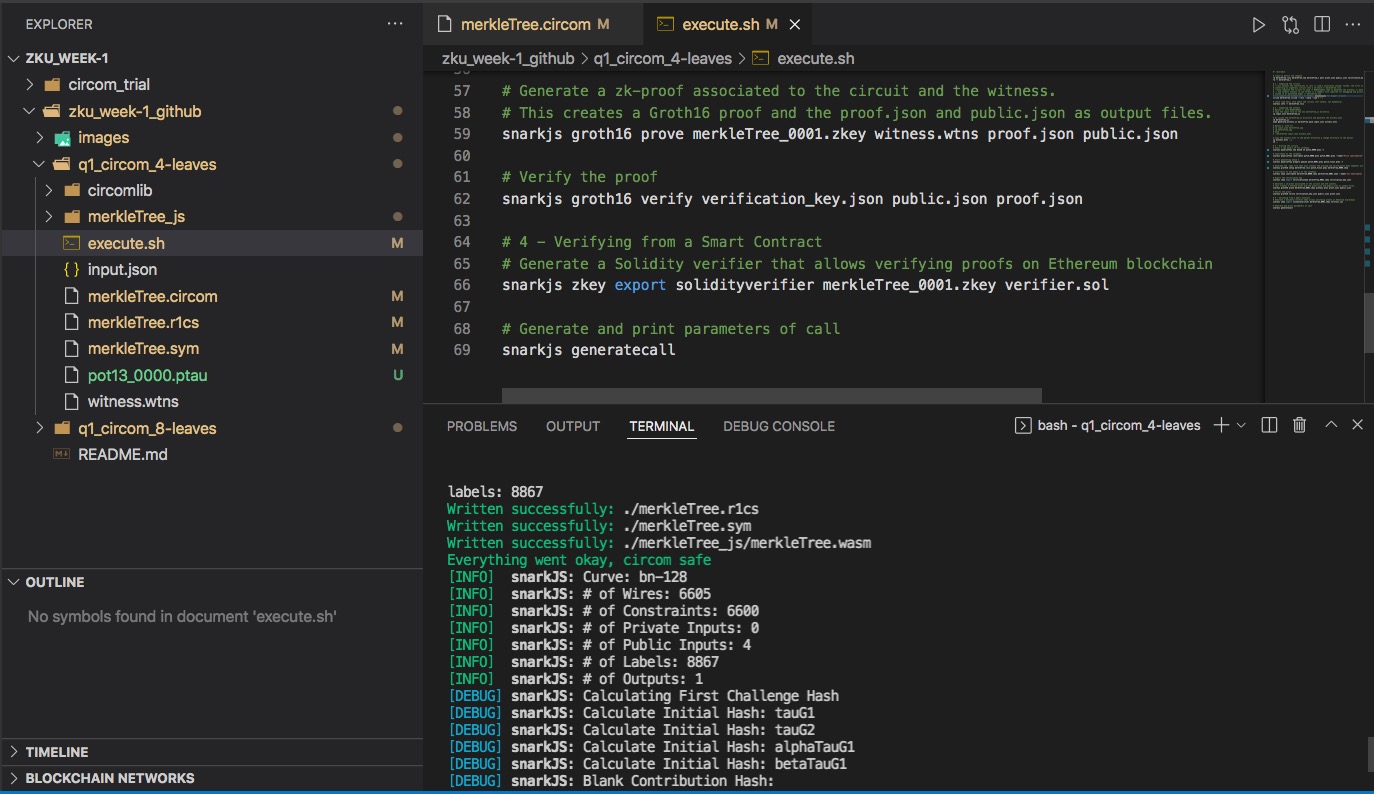 EXPLORER
ZKU_WEEK-1
circom_trial
zku_week-1_github
images
q1_circom_4-leaves
circomlib
merkleTree_js
execute.sh M
input.json
merkleTree.circom M
merkleTree.r1cs M
merkleTree.sym M
pot13_0000.ptau U
witness.wtns
q1_circom_8-leaves
README.md
OUTLINE
No symbols found in document 'execute.sh'
TIMELINE
BLOCKCHAIN NETWORKS
merkleTree.circom M
execute.sh M
zku_week-1_github > q1_circom_4-leaves > execute.sh
57 # Generate a zk-proof associated to the circuit and the witness.
58 # This creates a Groth16 proof and the proof.json and public.json as output files.
59 snarkjs groth16 prove merkleTree_0001.zkey witness.wtns proof.json public.json
60
61 # Verify the proof
62 snarkjs groth16 verify verification_key.json public.json proof.json
63
64 # 4 - Verifying from a Smart Contract
65 # Generate a Solidity verifier that allows verifying proofs on Ethereum blockchain
66 snarkjs zkey export solidityverifier merkleTree_0001.zkey verifier.sol
67
68 # Generate and print parameters of call
69 snarkjs generatecall
PROBLEMS OUTPUT TERMINAL DEBUG CONSOLE
bash - q1_circom_4-leaves
labels: 8867
Written successfully: ./merkleTree.r1cs
Written successfully: ./merkleTree.sym
Written successfully: ./merkleTree_js/merkleTree.wasm
Everything went okay, circom safe
[INFO] snarkJS: Curve: bn-128
[INFO] snarkJS: # of Wires: 6605
[INFO] snarkJS: # of Constraints: 6600
[INFO] snarkJS: # of Private Inputs: 0
[INFO] snarkJS: # of Public Inputs: 4
[INFO] snarkJS: # of Labels: 8867
[INFO] snarkJS: # of Outputs: 1
[DEBUG] snarkJS: Calculating First Challenge Hash
[DEBUG] snarkJS: Calculate Initial Hash: tauG1
[DEBUG] snarkJS: Calculate Initial Hash: tauG2
[DEBUG] snarkJS: Calculate Initial Hash: alphaTauG1
[DEBUG] snarkJS: Calculate Initial Hash: betaTauG1
[DEBUG] snarkJS: Blank Contribution Hash: